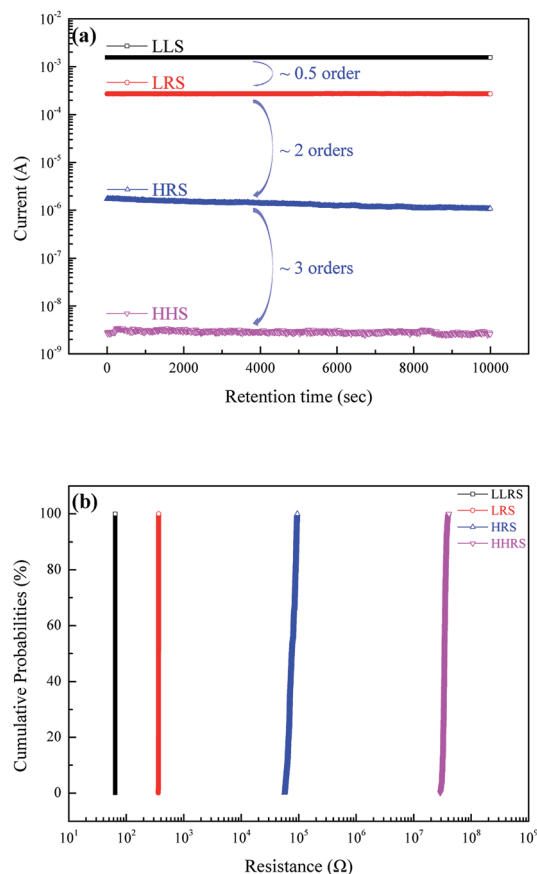 (a)
LLS
LRS
HRS
HHS
~ 0.5 order
~ 2 orders
~ 3 orders
10⁻²
10⁻³
10⁻⁴
10⁻⁵
10⁻⁶
10⁻⁷
10⁻⁸
10⁻⁹
Current (A)
0 2000 4000 6000 8000 10000
Retention time (sec)
(b)
LLRS
LRS
HRS
HHRS
100
80
60
40
20
0
Cumulative Probabilities (%)
10¹ 10² 10³ 10⁴ 10⁵ 10⁶ 10⁷ 10⁸ 10⁹
Resistance (Ω)